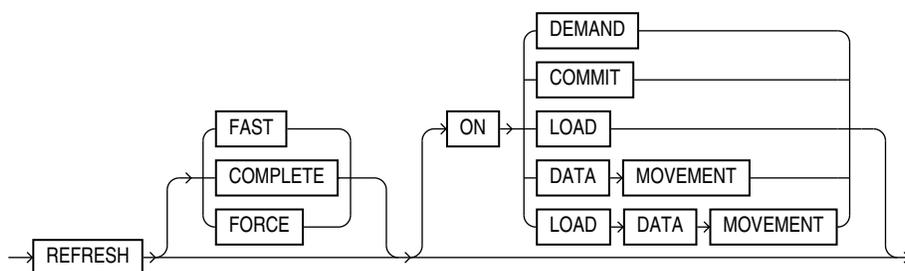 DEMAND
COMMIT
FAST
ON
LOAD
COMPLETE
DATA MOVEMENT
FORCE
LOAD DATA MOVEMENT
REFRESH